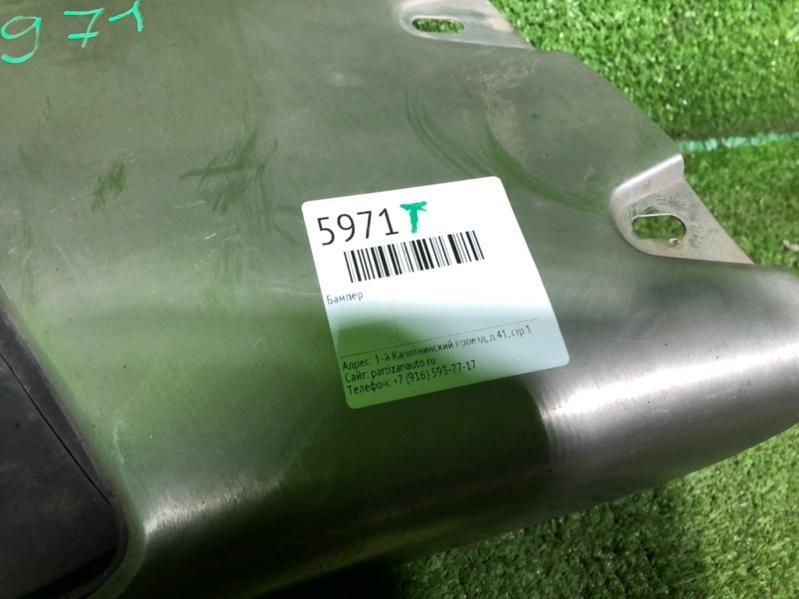 971
5971 T
Бампер
Адрес: 1-й Капотнинский проезд, д.41, стр.1
Сайт: partizanauto.ru
Телефон: +7 (916) 593-77-17